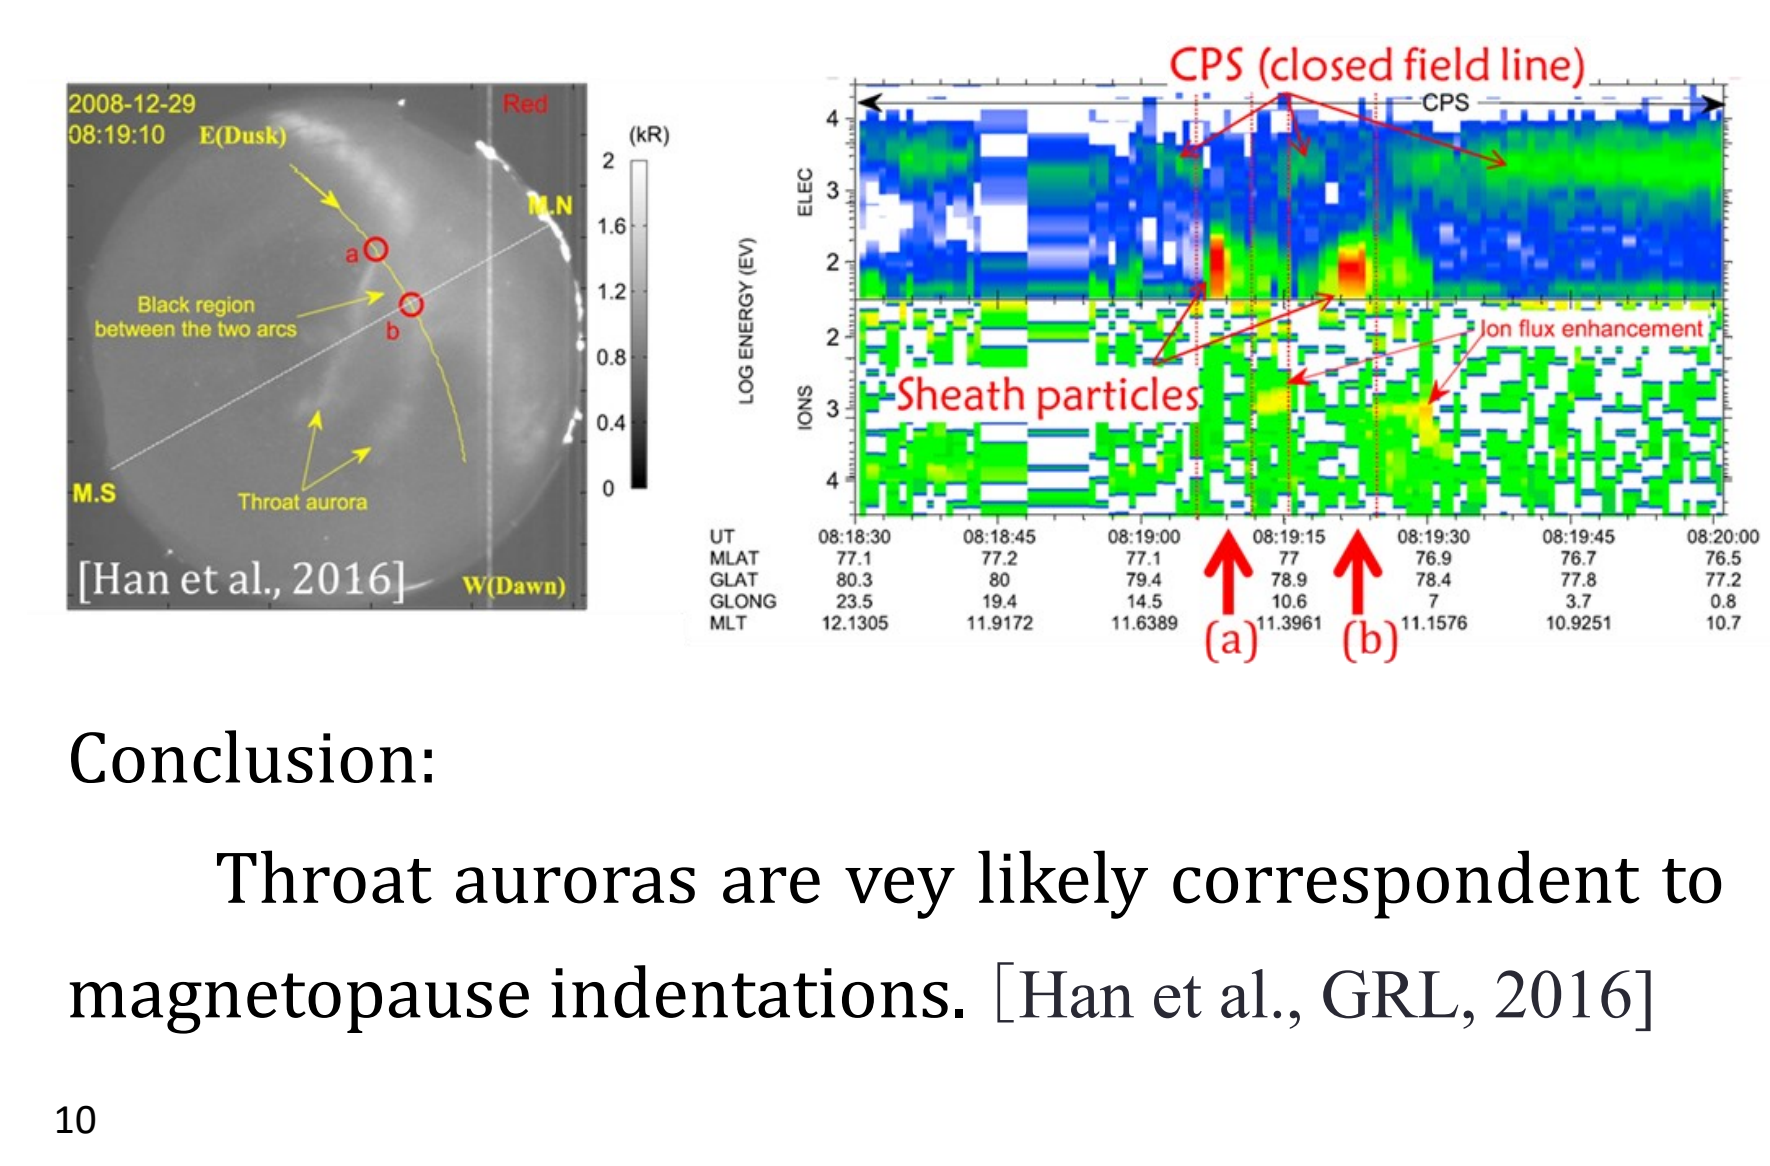 2008-12-29
08:19:10
E(Dusk)
Red
M.N
a
Black region
between the two arcs
b
M.S
Throat aurora
[Han et al., 2016]
W(Dawn)
(kR)
2
1.6
1.2
0.8
0.4
0
CPS (closed field line)
CPS
4
3
2
ELEC
LOG ENERGY (EV)
2
3
4
IONS
Ion flux enhancement
Sheath particles
UT 08:18:30 08:18:45 08:19:00 08:19:15 08:19:30 08:19:45 08:20:00
MLAT 77.1 77.2 77.1 77 76.9 76.7 76.5
GLAT 80.3 80 79.4 78.9 78.4 77.8 77.2
GLONG 23.5 19.4 14.5 10.6 7 3.7 0.8
MLT 12.1305 11.9172 11.6389 11.3961 11.1576 10.9251 10.7
(a) (b)
Conclusion:
Throat auroras are vey likely correspondent to
magnetopause indentations. [Han et al., GRL, 2016]
10